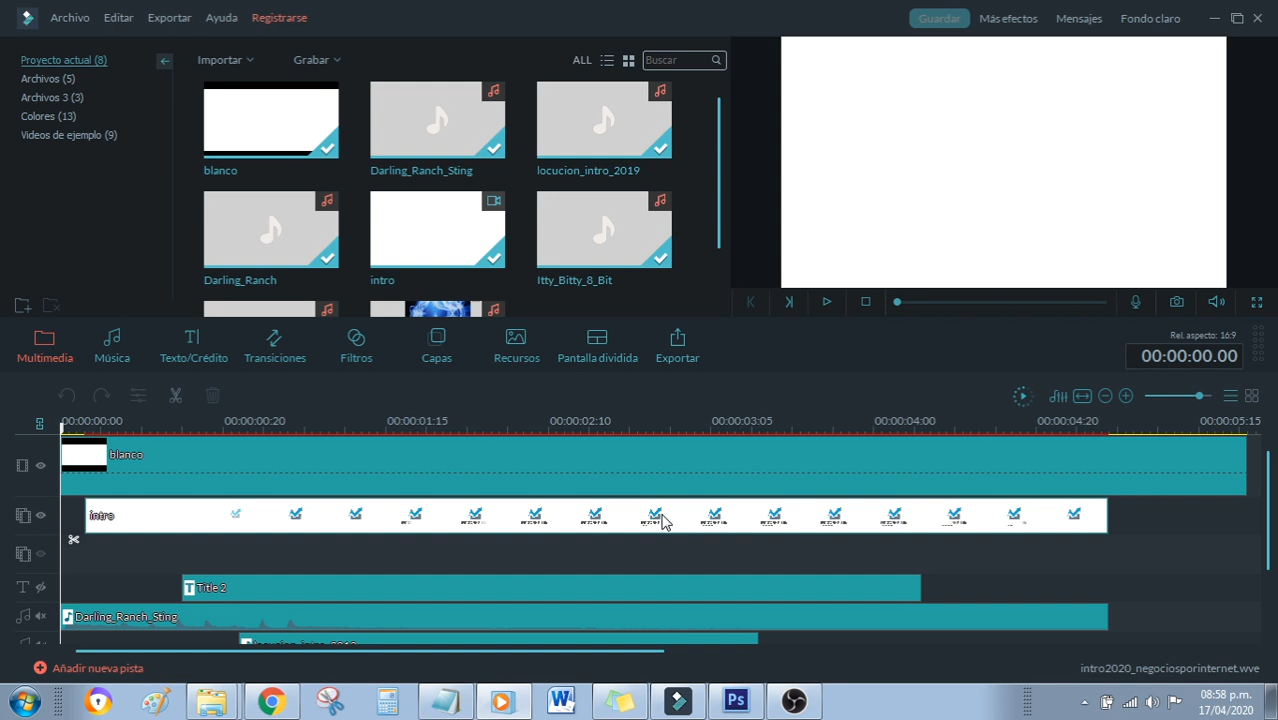 Archivo Editar Exportar Ayuda Registrarse Guardar Más efectos Mensajes Fondo claro
Proyecto actual (8)
Archivos (5)
Archivos 3 (3)
Colores (13)
Videos de ejemplo (9)
Importar Grabar ALL Buscar
blanco Darling_Ranch_Sting locucion_intro_2019
Darling_Ranch intro Itty_Bitty_8_Bit
Multimedia Música Texto/Crédito Transiciones Filtros Capas Recursos Pantalla dividida Exportar
Rel. aspecto: 16:9
00:00:00.00
00:00:00:00 00:00:00:20 00:00:01:15 00:00:02:10 00:00:03:05 00:00:04:00 00:00:04:20 00:00:05:15
blanco
intro
T Title 2
Darling_Ranch_Sting
locucion_intro_2019
Añadir nueva pista intro2020_negociosporinternet.wve
08:58 p.m.
17/04/2020